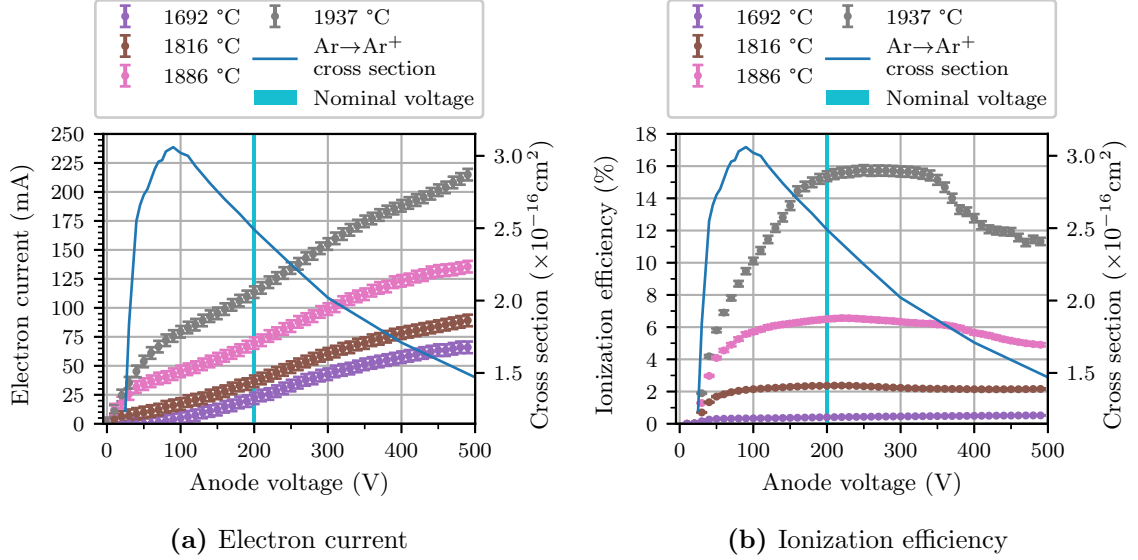 1692 °C
1816 °C
1886 °C
1937 °C
Ar→Ar⁺
cross section
Nominal voltage
Electron current (mA)
250
225
200
175
150
125
100
75
50
25
0
0 100 200 300 400 500
Anode voltage (V)
3.0
2.5
2.0
1.5
Cross section (×10⁻¹⁶cm²)
(a) Electron current
1692 °C
1816 °C
1886 °C
1937 °C
Ar→Ar⁺
cross section
Nominal voltage
Ionization efficiency (%)
18
16
14
12
10
8
6
4
2
0
0 100 200 300 400 500
Anode voltage (V)
3.0
2.5
2.0
1.5
Cross section (×10⁻¹⁶cm²)
(b) Ionization efficiency